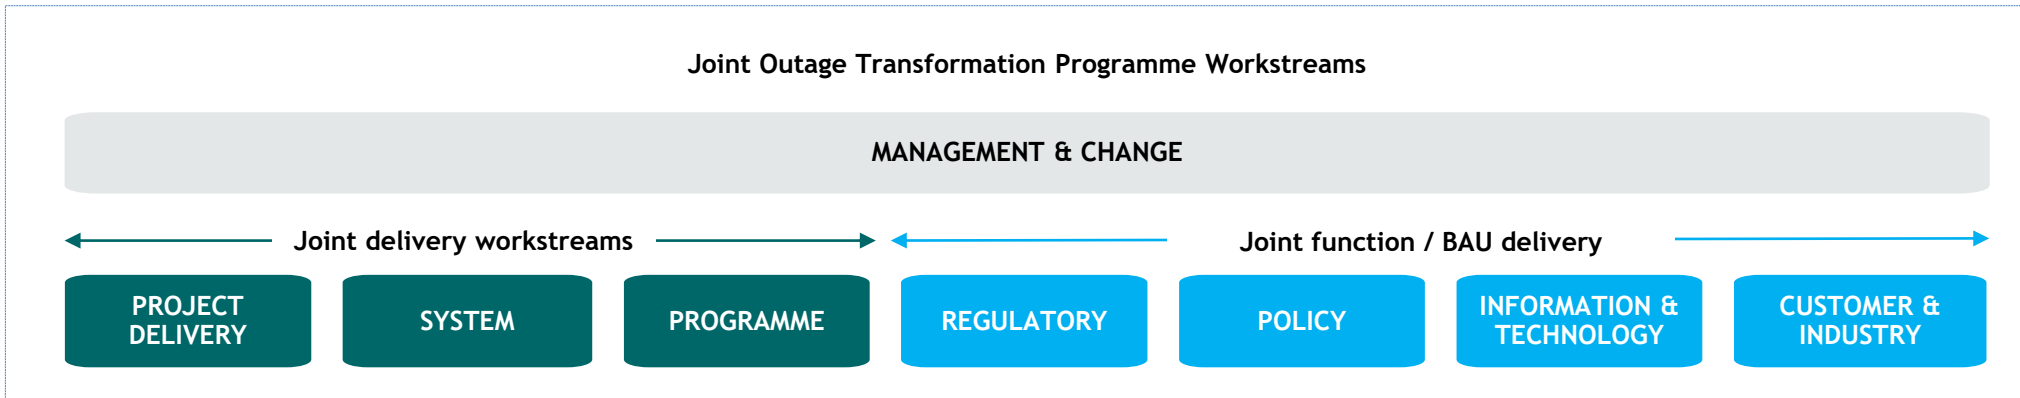 Joint Outage Transformation Programme Workstreams
MANAGEMENT & CHANGE
Joint delivery workstreams
Joint function / BAU delivery
PROJECT
DELIVERY
SYSTEM
PROGRAMME
REGULATORY
POLICY
INFORMATION &
TECHNOLOGY
CUSTOMER &
INDUSTRY